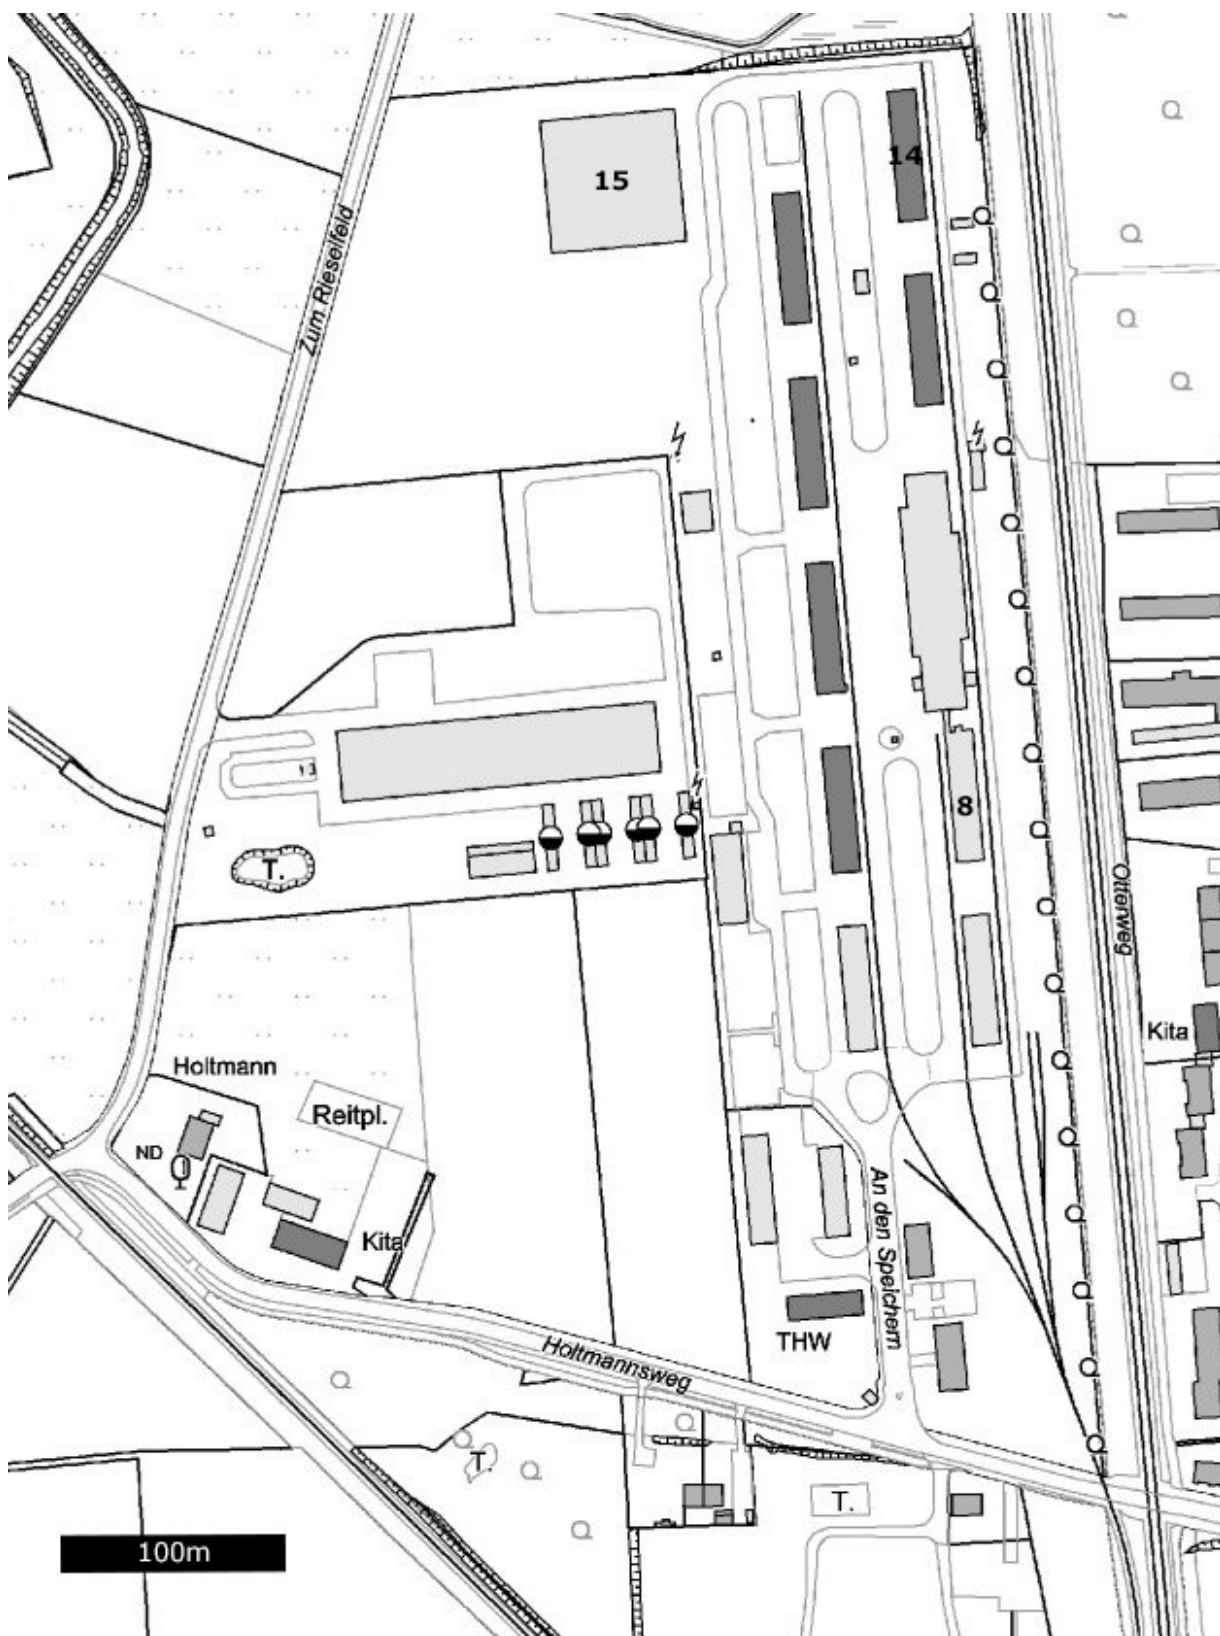 15
14
Zum Rieselfeld
13
8
T.
Otterweg
Kita
Holtmann
Reitpl.
ND
Kita
An den Speichern
THW
Holtmannsweg
T.
T.
100m